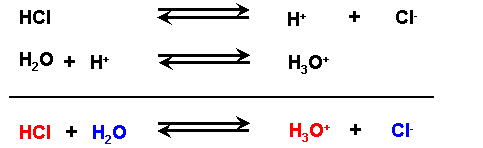 HCl ⇌ H⁺ + Cl⁻
H₂O + H⁺ ⇌ H₃O⁺
HCl + H₂O ⇌ H₃O⁺ + Cl⁻